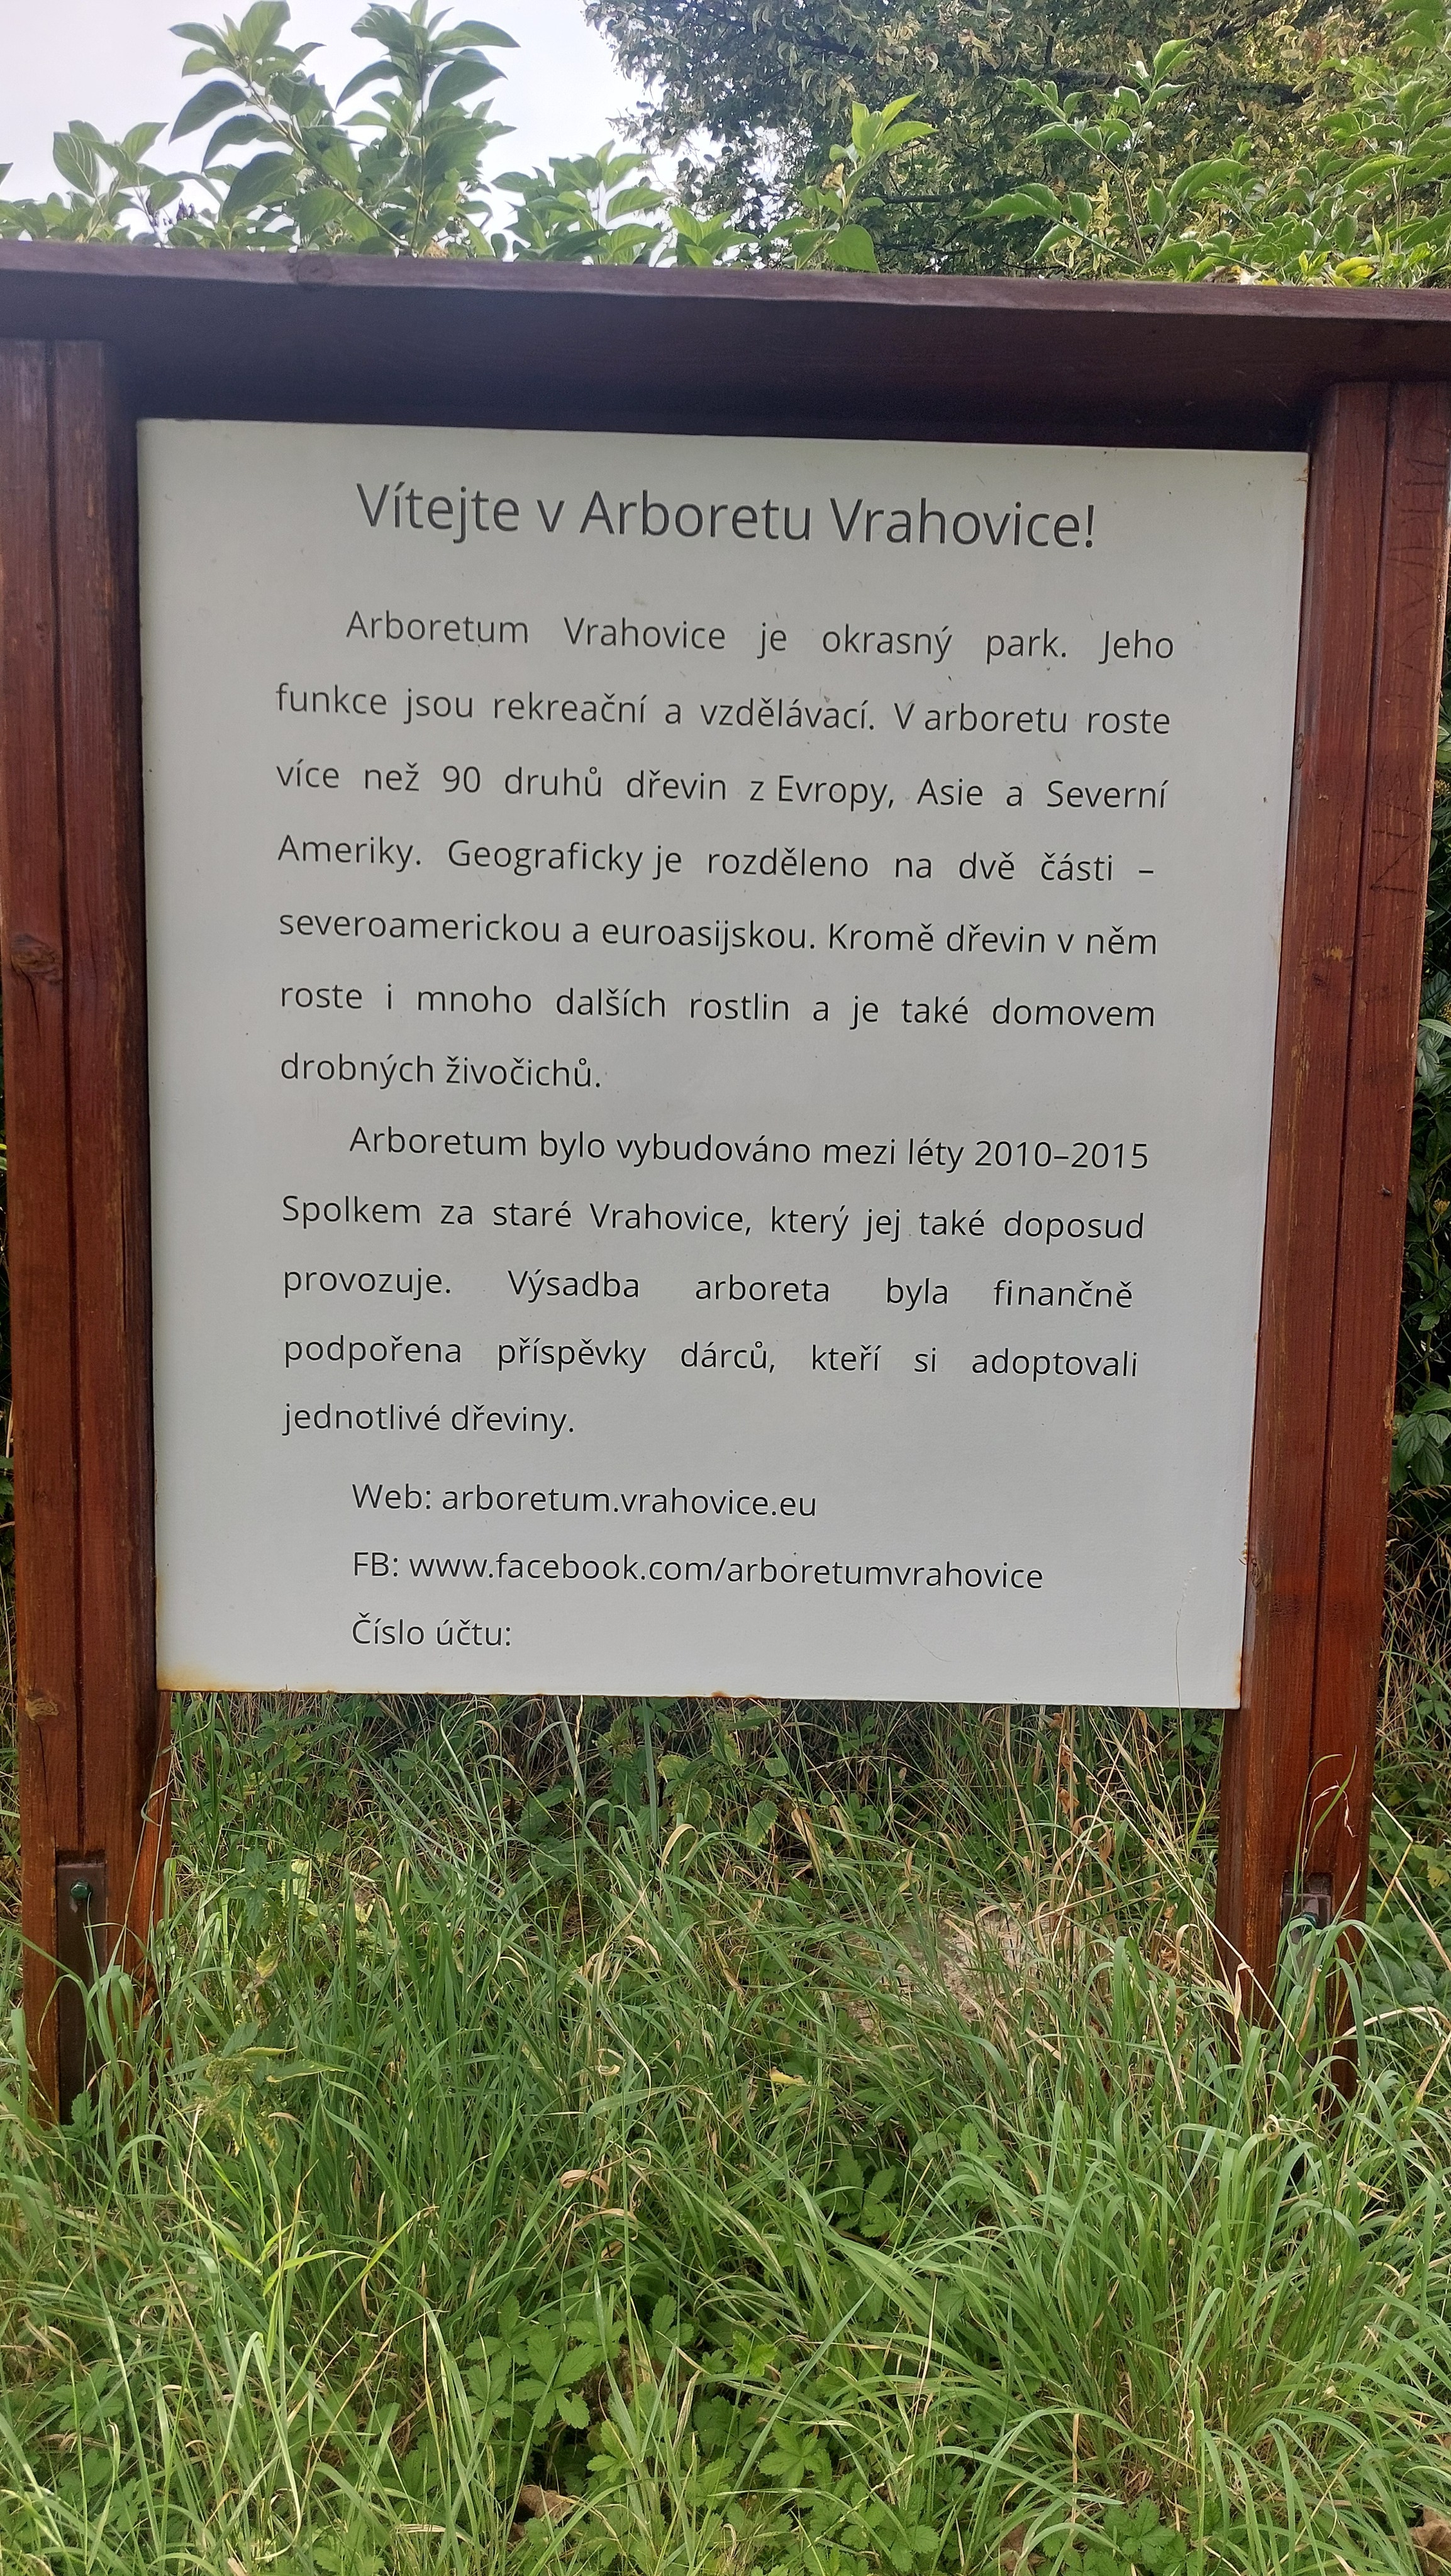 Vítejte v Arboretu Vrahovice!
Arboretum Vrahovice je okrasný park. Jeho
funkce jsou rekreační a vzdělávací. V arboretu roste
více než 90 druhů dřevin z Evropy, Asie a Severní
Ameriky. Geograficky je rozděleno na dvě části –
severoamerickou a euroasijskou. Kromě dřevin v něm
roste i mnoho dalších rostlin a je také domovem
drobných živočichů.
Arboretum bylo vybudováno mezi léty 2010–2015
Spolkem za staré Vrahovice, který jej také doposud
provozuje. Výsadba arboreta byla finančně
podpořena příspěvky dárců, kteří si adoptovali
jednotlivé dřeviny.
Web: arboretum.vrahovice.eu
FB: www.facebook.com/arboretumvrahovice
Číslo účtu: